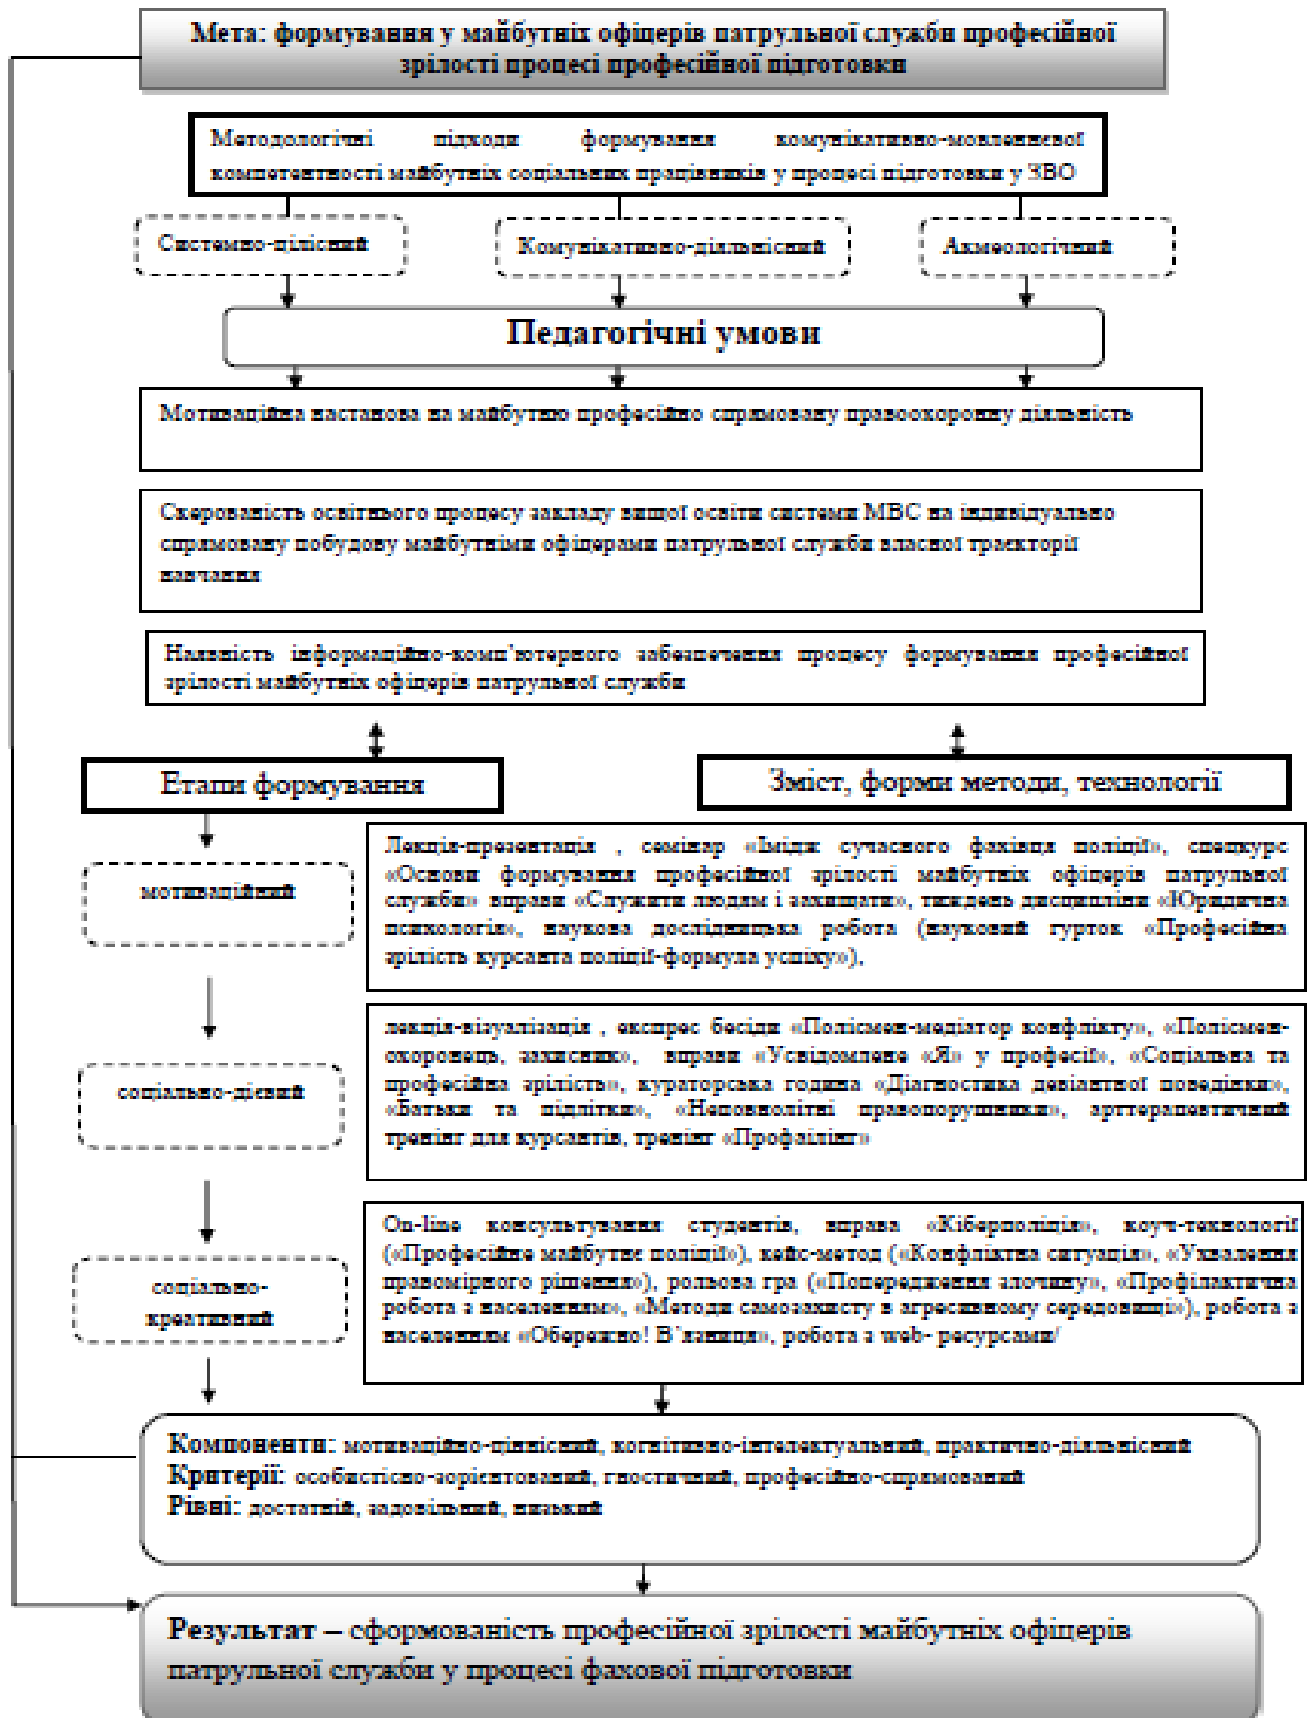 Мета: формування у майбутніх офіцерів патрульної служби професійної
зрілості процесі професійної підготовки
Методологічні підходи формування комунікативно-мовленнєвої
компетентності майбутніх соціальних працівників у процесі підготовки у ЗВО
Системно-цілісний
Комунікативно-діяльнісний
Акмеологічний
Педагогічні умови
Мотиваційна настанова на майбутню професійно спрямовану правоохоронну діяльність
Скерованість освітнього процесу закладу вищої освіти системи МВС на індивідуально
спрямовану побудову майбутніми офіцерами патрульної служби власної траєкторії
навчання
Наявність інформаційно-комп’ютерного забезпечення процесу формування професійної
зрілості майбутніх офіцерів патрульної служби
Етапи формування
Зміст, форми методи, технології
мотиваційний
Лекція-презентація , семінар «Імідж сучасного фахівця поліції», спецкурс
«Основи формування професійної зрілості майбутніх офіцерів патрульної
служби» вправи «Служити людям і захищати», тиждень дисципліни «Юридична
психологія», наукова дослідницька робота (науковий гурток «Професійна
зрілість курсанта поліції-формула успіху»),
соціально-дієвий
лекція-візуалізація , експрес бесіди «Полісмен-медіатор конфлікту», «Полісмен-
охоронець, захисник», вправи «Усвідомлене «Я» у професії», «Соціальна та
професійна зрілість», кураторська година «Діагностика девіантної поведінки»,
«Батьки та підлітки», «Неповнолітні правопорушники», арттерапевтичний
тренінг для курсантів, тренінг «Профайлінг»
соціально-
креативний
On-line консультування студентів, вправа «Кіберполіція», коуч-технології
(«Професійне майбутнє поліції»), кейс-метод («Конфліктна ситуація», «Ухвалення
правомірного рішення»), рольова гра («Попередження злочину», «Профілактична
робота з населенням», «Методи самозахисту в агресивному середовищі»), робота з
населенням «Обережно! В’язниця», робота з web- ресурсами/
Компоненти: мотиваційно-ціннісний, когнітивно-інтелектуальний, практично-діяльнісний
Критерії: особистісно-зорієнтований, гностичний, професійно-спрямований
Рівні: достатній, задовільний, низький
Результат – сформованість професійної зрілості майбутніх офіцерів
патрульної служби у процесі фахової підготовки